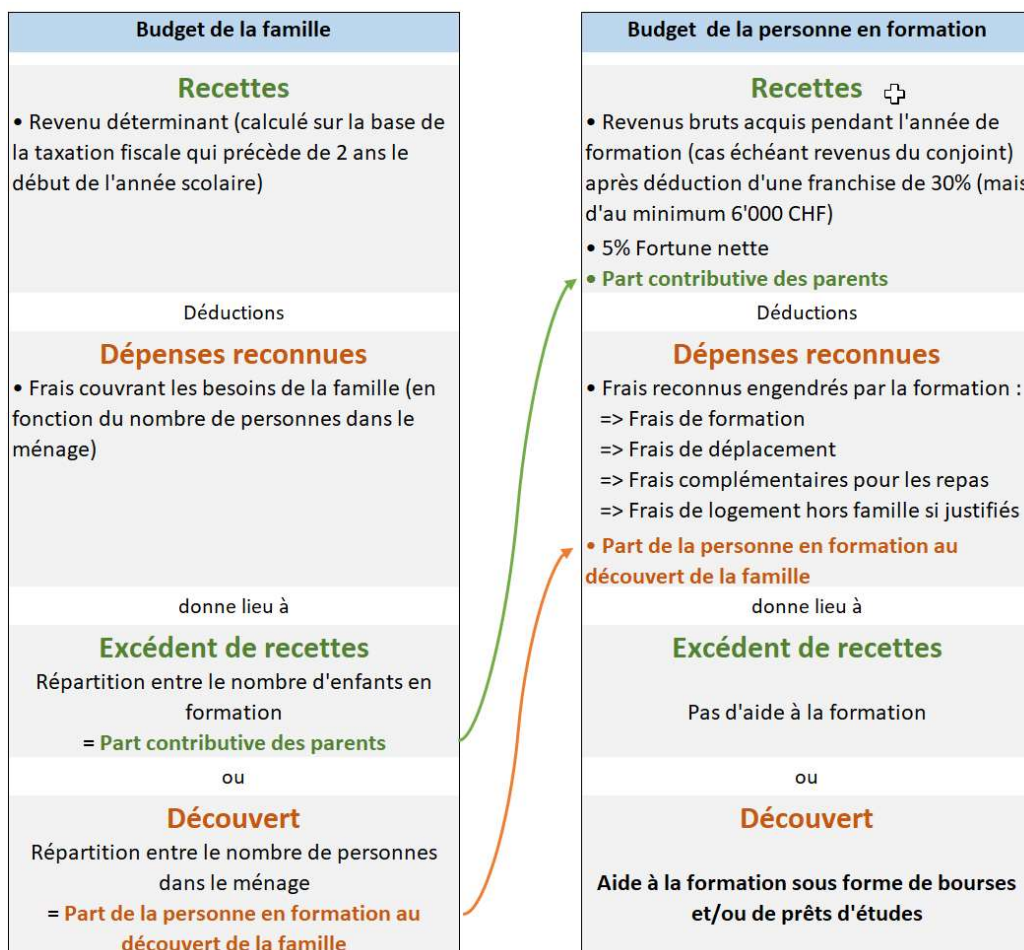 Budget de la famille
Recettes
• Revenu déterminant (calculé sur la base de
la taxation fiscale qui précède de 2 ans le
début de l'année scolaire)
Déductions
Dépenses reconnues
• Frais couvrant les besoins de la famille (en
fonction du nombre de personnes dans le
ménage)
donne lieu à
Excédent de recettes
Répartition entre le nombre d'enfants en
formation
= Part contributive des parents
ou
Découvert
Répartition entre le nombre de personnes
dans le ménage
= Part de la personne en formation au
découvert de la famille
Budget de la personne en formation
Recettes
• Revenus bruts acquis pendant l'année de
formation (cas échéant revenus du conjoint)
après déduction d'une franchise de 30% (mais
d'au minimum 6'000 CHF)
• 5% Fortune nette
• Part contributive des parents
Déductions
Dépenses reconnues
• Frais reconnus engendrés par la formation :
=> Frais de formation
=> Frais de déplacement
=> Frais complémentaires pour les repas
=> Frais de logement hors famille si justifiés
• Part de la personne en formation au
découvert de la famille
donne lieu à
Excédent de recettes
Pas d'aide à la formation
ou
Découvert
Aide à la formation sous forme de bourses
et/ou de prêts d'études